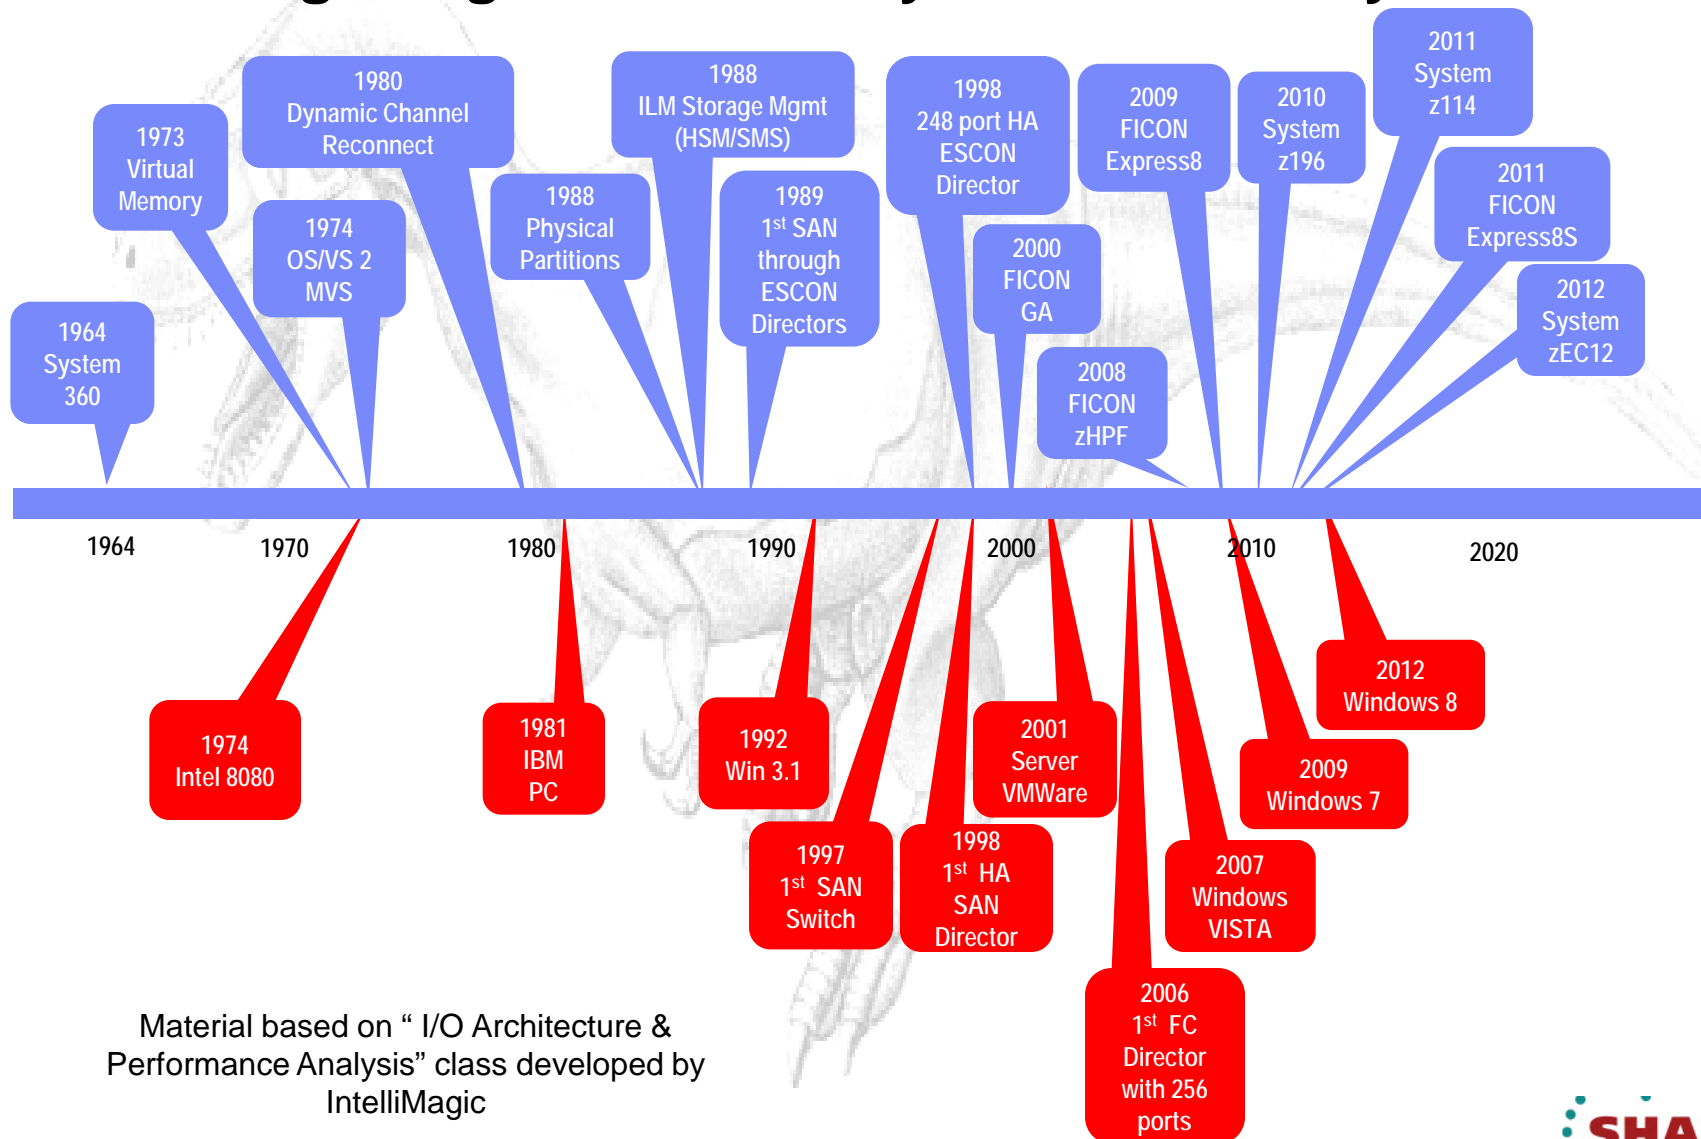 1964
System
360
1973
Virtual
Memory
1974
OS/VS 2
MVS
1980
Dynamic Channel
Reconnect
1988
Physical
Partitions
1988
ILM Storage Mgmt
(HSM/SMS)
1989
1st SAN
through
ESCON
Directors
1998
248 port HA
ESCON
Director
2000
FICON
GA
2008
FICON
zHPF
2009
FICON
Express8
2010
System
z196
2011
System
z114
2011
FICON
Express8S
2012
System
zEC12
1964 1970 1980 1990 2000 2010 2020
1974
Intel 8080
1981
IBM
PC
1992
Win 3.1
1997
1st SAN
Switch
1998
1st HA
SAN
Director
2001
Server
VMWare
2006
1st FC
Director
with 256
ports
2007
Windows
VISTA
2009
Windows 7
2012
Windows 8
Material based on “ I/O Architecture &
Performance Analysis” class developed by
IntelliMagic
SHA